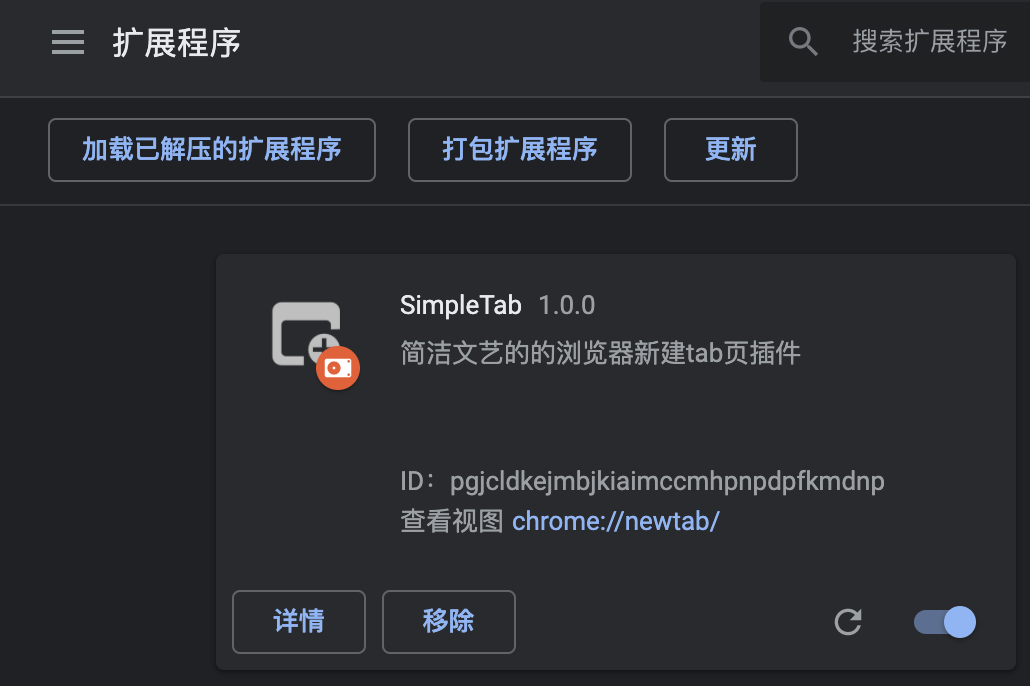 扩展程序
搜索扩展程序
加载已解压的扩展程序
打包扩展程序
更新
SimpleTab 1.0.0
简洁文艺的的浏览器新建tab页插件
ID：pgjcldkejmbjkiaimccmhpnpdpfkmdnp
查看视图 chrome://newtab/
详情
移除